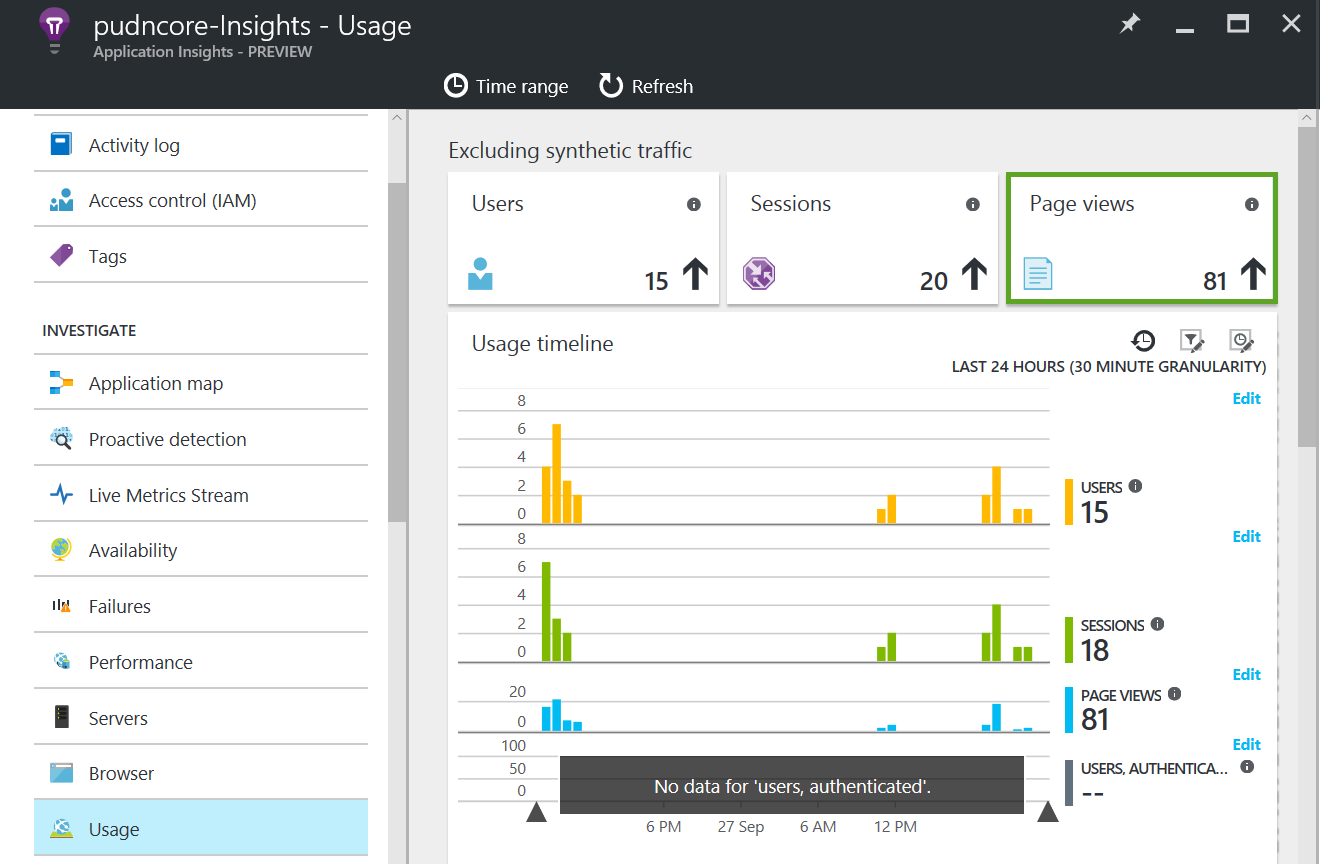 pudncore-Insights - Usage
Application Insights - PREVIEW
Time range
Refresh
Activity log
Access control (IAM)
Tags
INVESTIGATE
Application map
Proactive detection
Live Metrics Stream
Availability
Failures
Performance
Servers
Browser
Usage
Excluding synthetic traffic
Users
15
Sessions
20
Page views
81
Usage timeline
LAST 24 HOURS (30 MINUTE GRANULARITY)
Edit
8
6
4
2
0
USERS
15
Edit
8
6
4
2
0
SESSIONS
18
Edit
20
0
PAGE VIEWS
81
Edit
100
50
0
No data for 'users, authenticated'.
USERS, AUTHENTICA...
--
6 PM
27 Sep
6 AM
12 PM